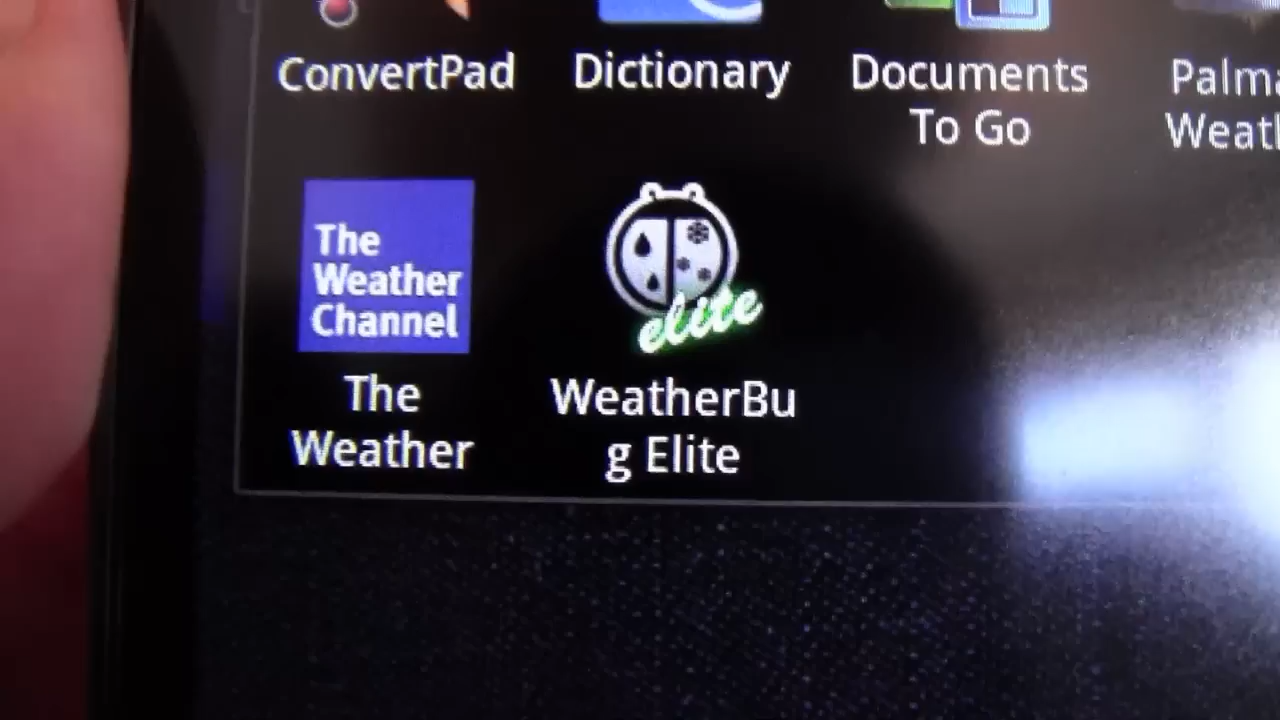 ConvertPad
Dictionary
Documents
To Go
The
Weather
Channel
elite
The
Weather
WeatherBu
g Elite